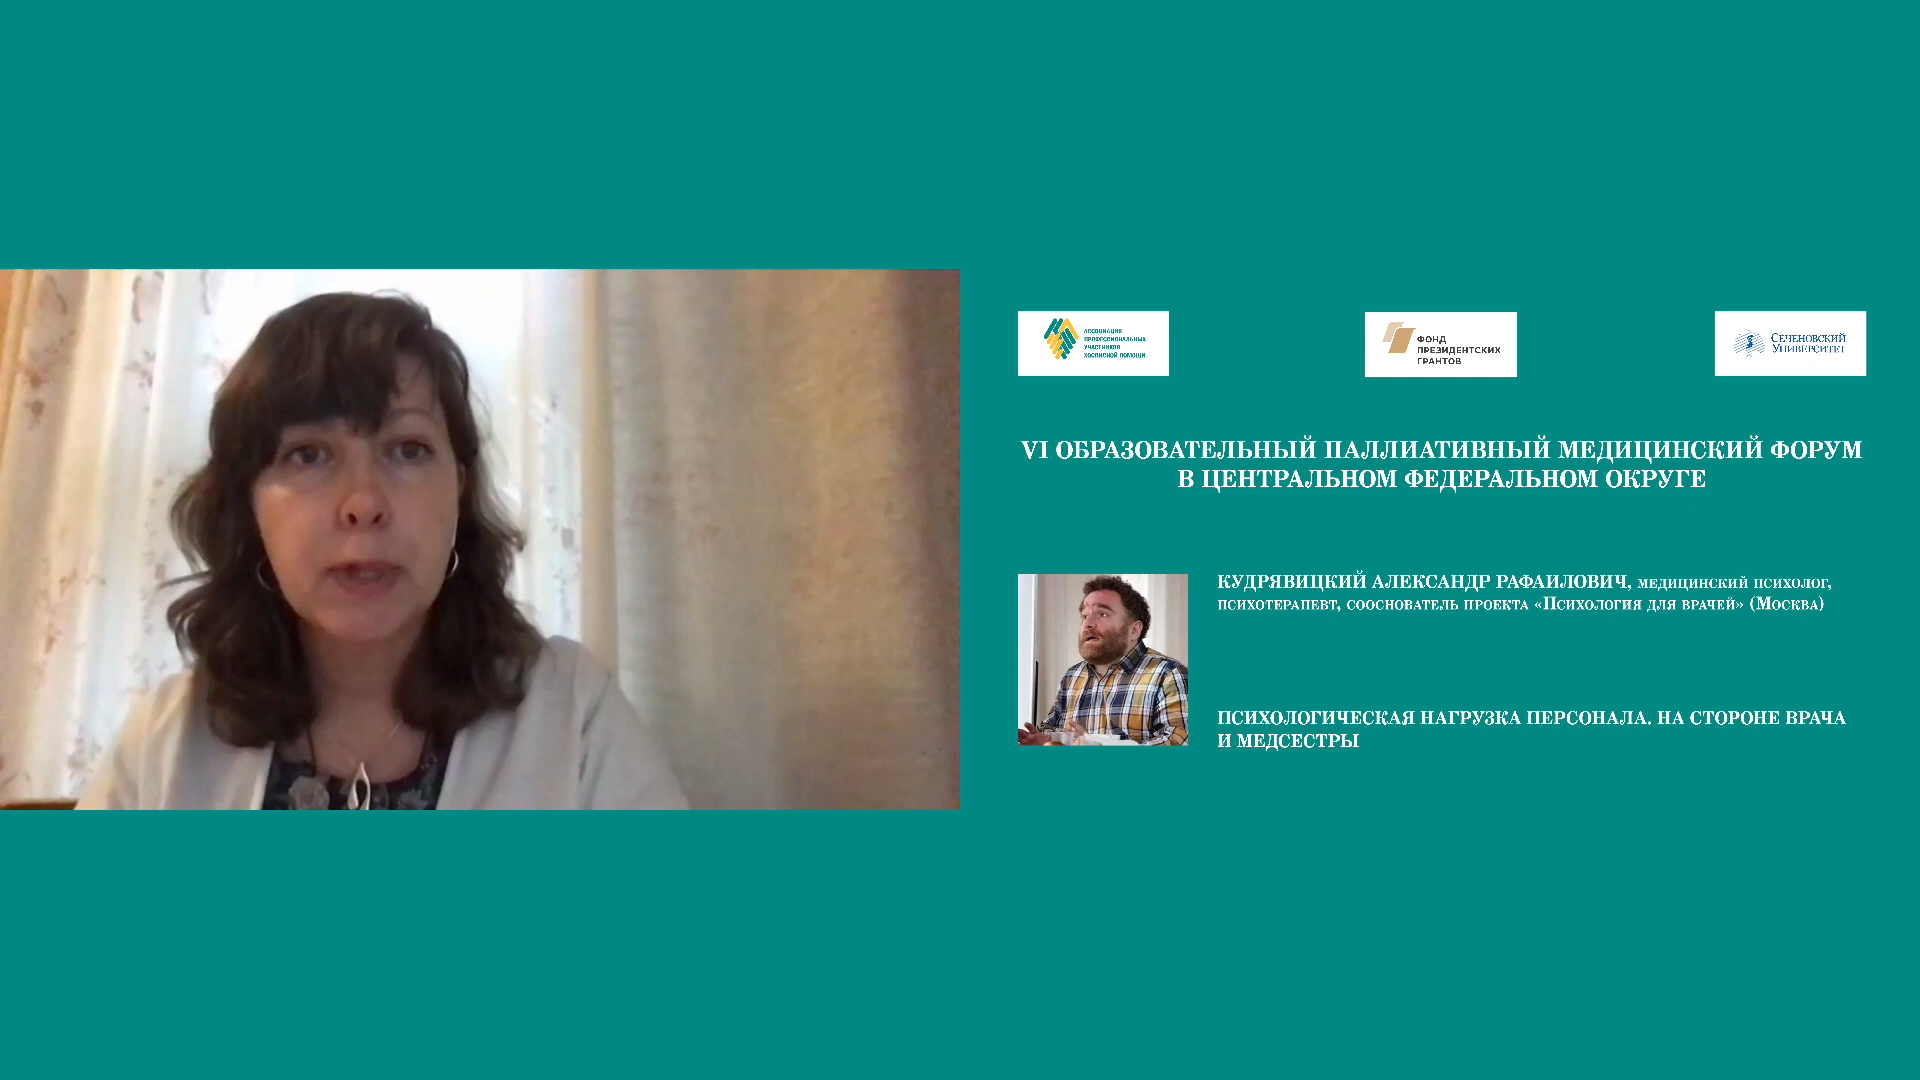 АССОЦИАЦИЯ
ПРОФЕССИОНАЛЬНЫХ
УЧАСТНИКОВ
ХОСПИСНОЙ ПОМОЩИ
ФОНД
ПРЕЗИДЕНТСКИХ
ГРАНТОВ
СЕЧЕНОВСКИЙ
УНИВЕРСИТЕТ
VI ОБРАЗОВАТЕЛЬНЫЙ ПАЛЛИАТИВНЫЙ МЕДИЦИНСКИЙ ФОРУМ
В ЦЕНТРАЛЬНОМ ФЕДЕРАЛЬНОМ ОКРУГЕ
КУДРЯВИЦКИЙ АЛЕКСАНДР РАФАИЛОВИЧ, МЕДИЦИНСКИЙ ПСИХОЛОГ,
ПСИХОТЕРАПЕВТ, СООСНОВАТЕЛЬ ПРОЕКТА «ПСИХОЛОГИЯ ДЛЯ ВРАЧЕЙ» (МОСКВА)
ПСИХОЛОГИЧЕСКАЯ НАГРУЗКА ПЕРСОНАЛА. НА СТОРОНЕ ВРАЧА
И МЕДСЕСТРЫ